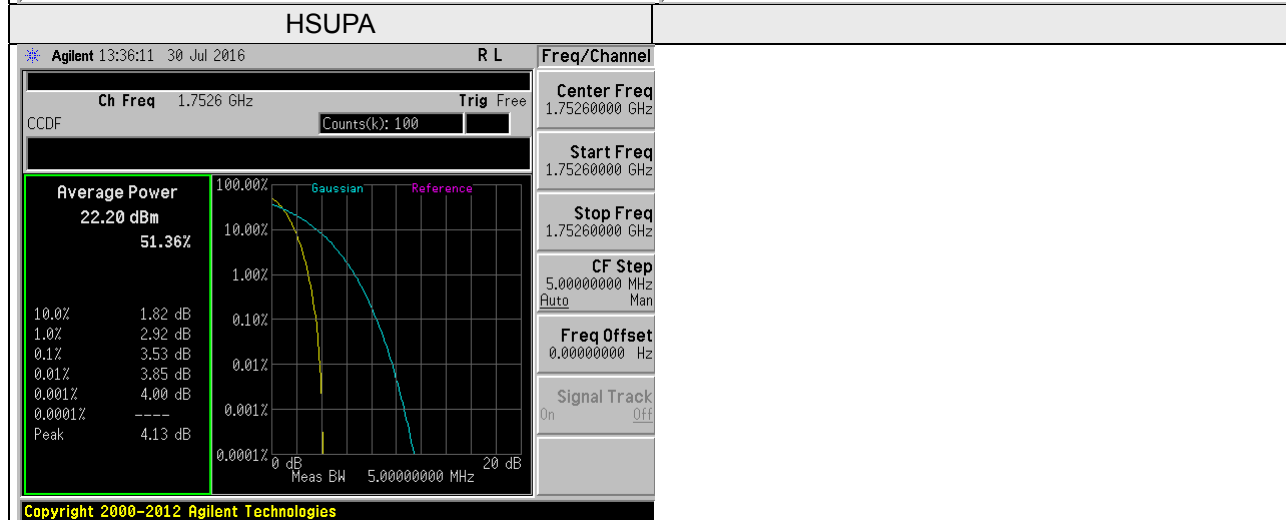 HSUPA
Agilent 13:36:11 30 Jul 2016 R L
Freq/Channel
Ch Freq 1.7526 GHz Trig Free
CCDF Counts(k): 100
Average Power
22.20 dBm
51.36%
10.0% 1.82 dB
1.0% 2.92 dB
0.1% 3.53 dB
0.01% 3.85 dB
0.001% 4.00 dB
0.0001% ----
Peak 4.13 dB
Gaussian Reference
100.00%
10.00%
1.00%
0.10%
0.01%
0.001%
0.0001%
0 dB 20 dB
Meas BW 5.00000000 MHz
Center Freq
1.75260000 GHz
Start Freq
1.75260000 GHz
Stop Freq
1.75260000 GHz
CF Step
5.00000000 MHz
Auto Man
Freq Offset
0.00000000 Hz
Signal Track
On Off
Copyright 2000-2012 Agilent Technologies